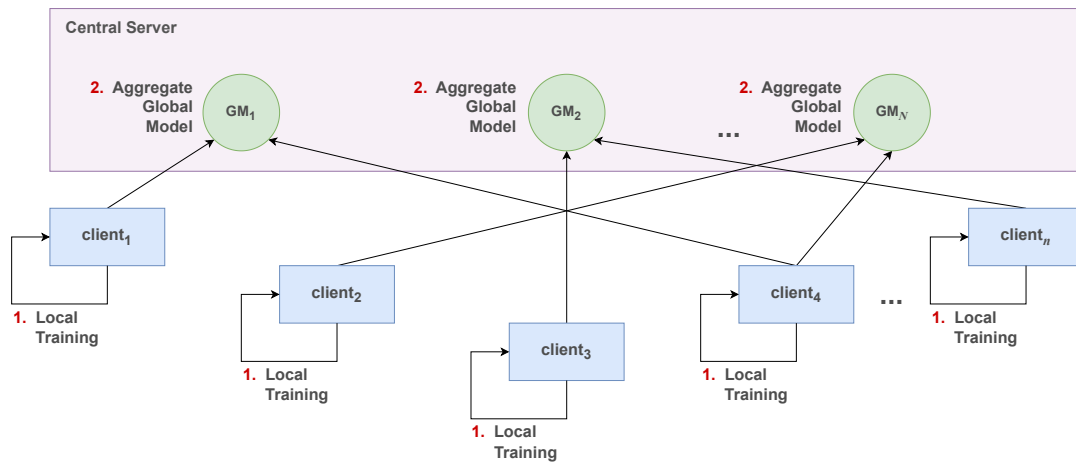 Central Server
2. Aggregate
Global
Model
GM1
2. Aggregate
Global
Model
GM2
...
2. Aggregate
Global
Model
GMN
client1
1. Local
Training
client2
1. Local
Training
client3
1. Local
Training
client4
1. Local
Training
...
clientn
1. Local
Training